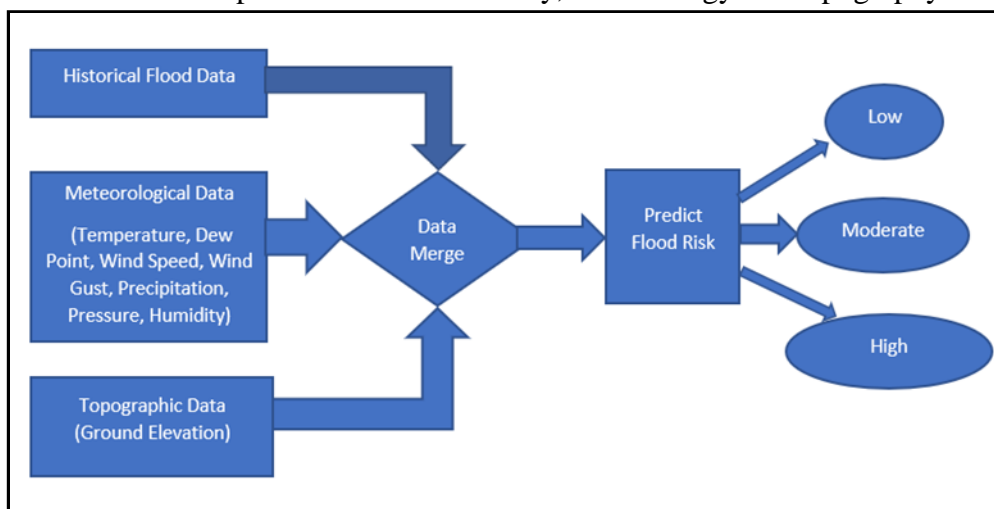 Historical Flood Data
Meteorological Data
(Temperature, Dew
Point, Wind Speed, Wind
Gust, Precipitation,
Pressure, Humidity)
Topographic Data
(Ground Elevation)
Data
Merge
Predict
Flood Risk
Low
Moderate
High